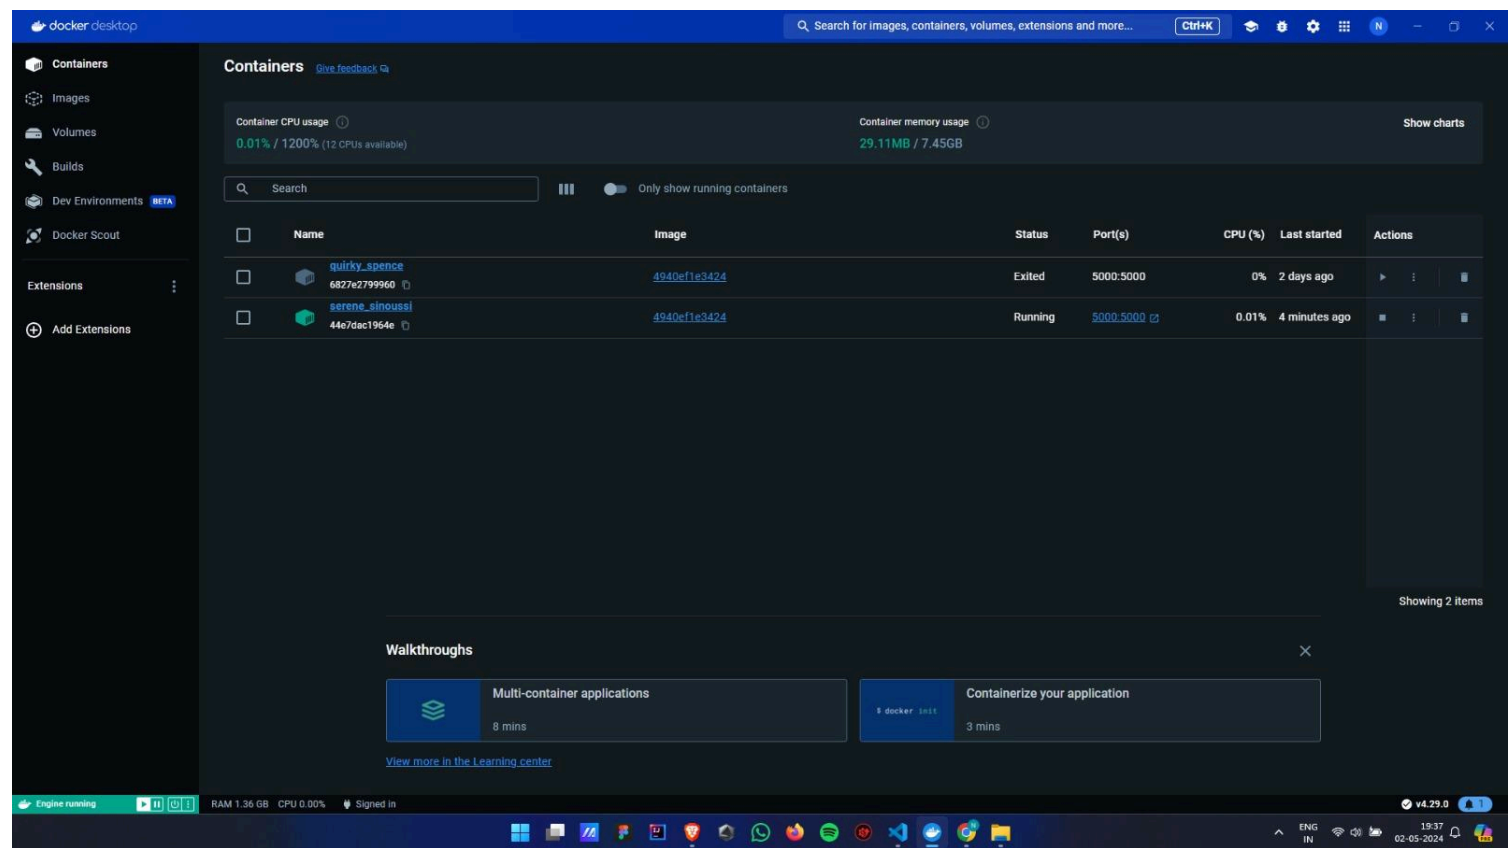 docker desktop
Search for images, containers, volumes, extensions and more...
Ctrl+K
N
Containers
Images
Volumes
Builds
Dev Environments BETA
Docker Scout
Extensions
Add Extensions
Containers Give feedback
Container CPU usage
0.01% / 1200% (12 CPUs available)
Container memory usage
29.11MB / 7.45GB
Show charts
Search
Only show running containers
Name Image Status Port(s) CPU (%) Last started Actions
quirky_spence
6827e2799960
4940ef1e3424 Exited 5000:5000 0% 2 days ago
serene_sinoussi
44e7dac1964e
4940ef1e3424 Running 5000:5000 0.01% 4 minutes ago
Showing 2 items
Walkthroughs
Multi-container applications
8 mins
$ docker init
Containerize your application
3 mins
View more in the Learning center
Engine running
RAM 1.36 GB CPU 0.00% Signed in
v4.29.0
1
ENG
IN
19:37
02-05-2024